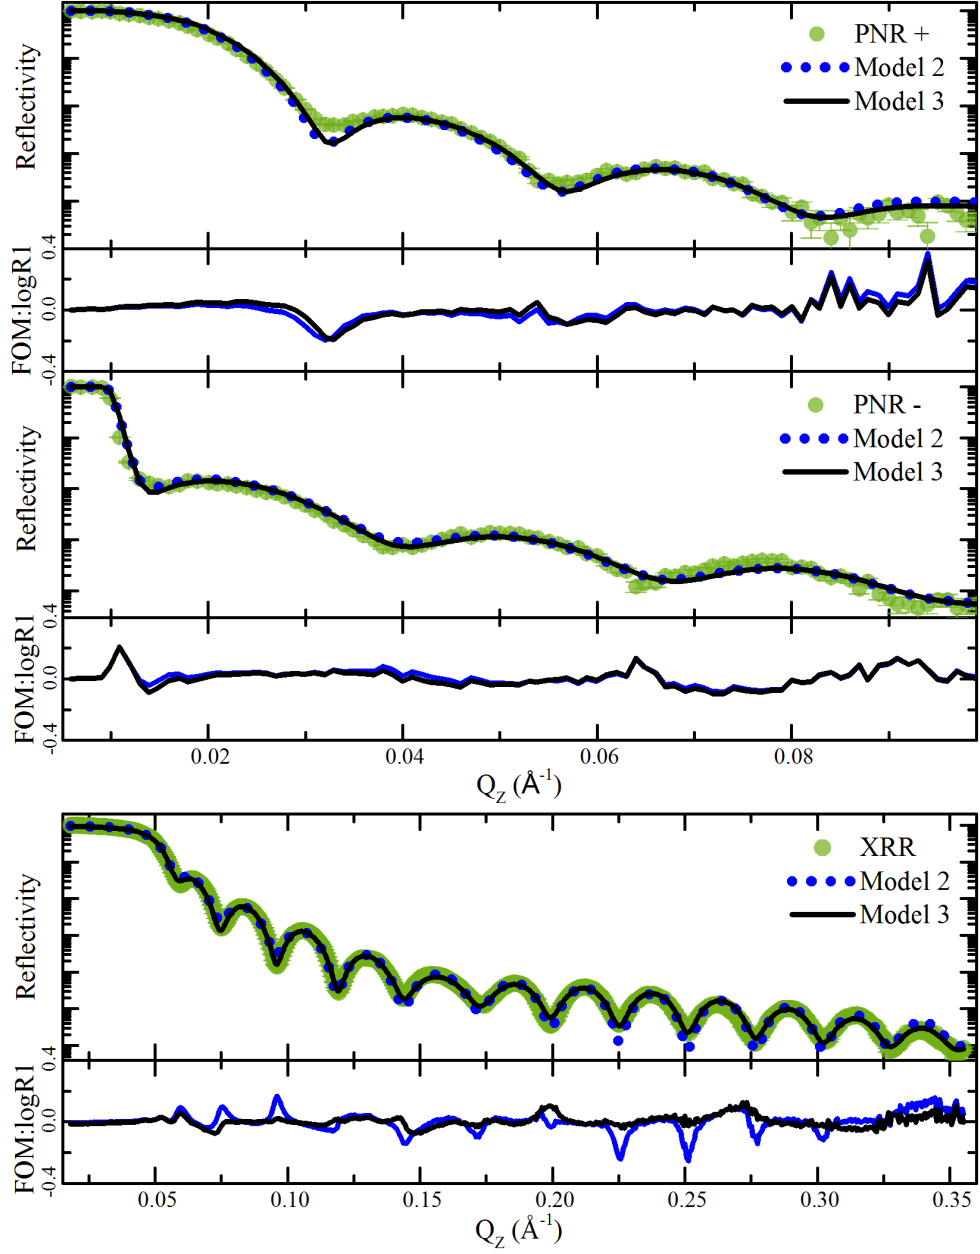 Reflectivity
PNR +
Model 2
Model 3
FOM:logR1
0.4
0.0
-0.4
Reflectivity
PNR -
Model 2
Model 3
FOM:logR1
0.4
0.0
-0.4
0.02 0.04 0.06 0.08
Q_Z (Å⁻¹)
Reflectivity
XRR
Model 2
Model 3
FOM:logR1
0.4
0.0
-0.4
0.05 0.10 0.15 0.20 0.25 0.30 0.35
Q_Z (Å⁻¹)